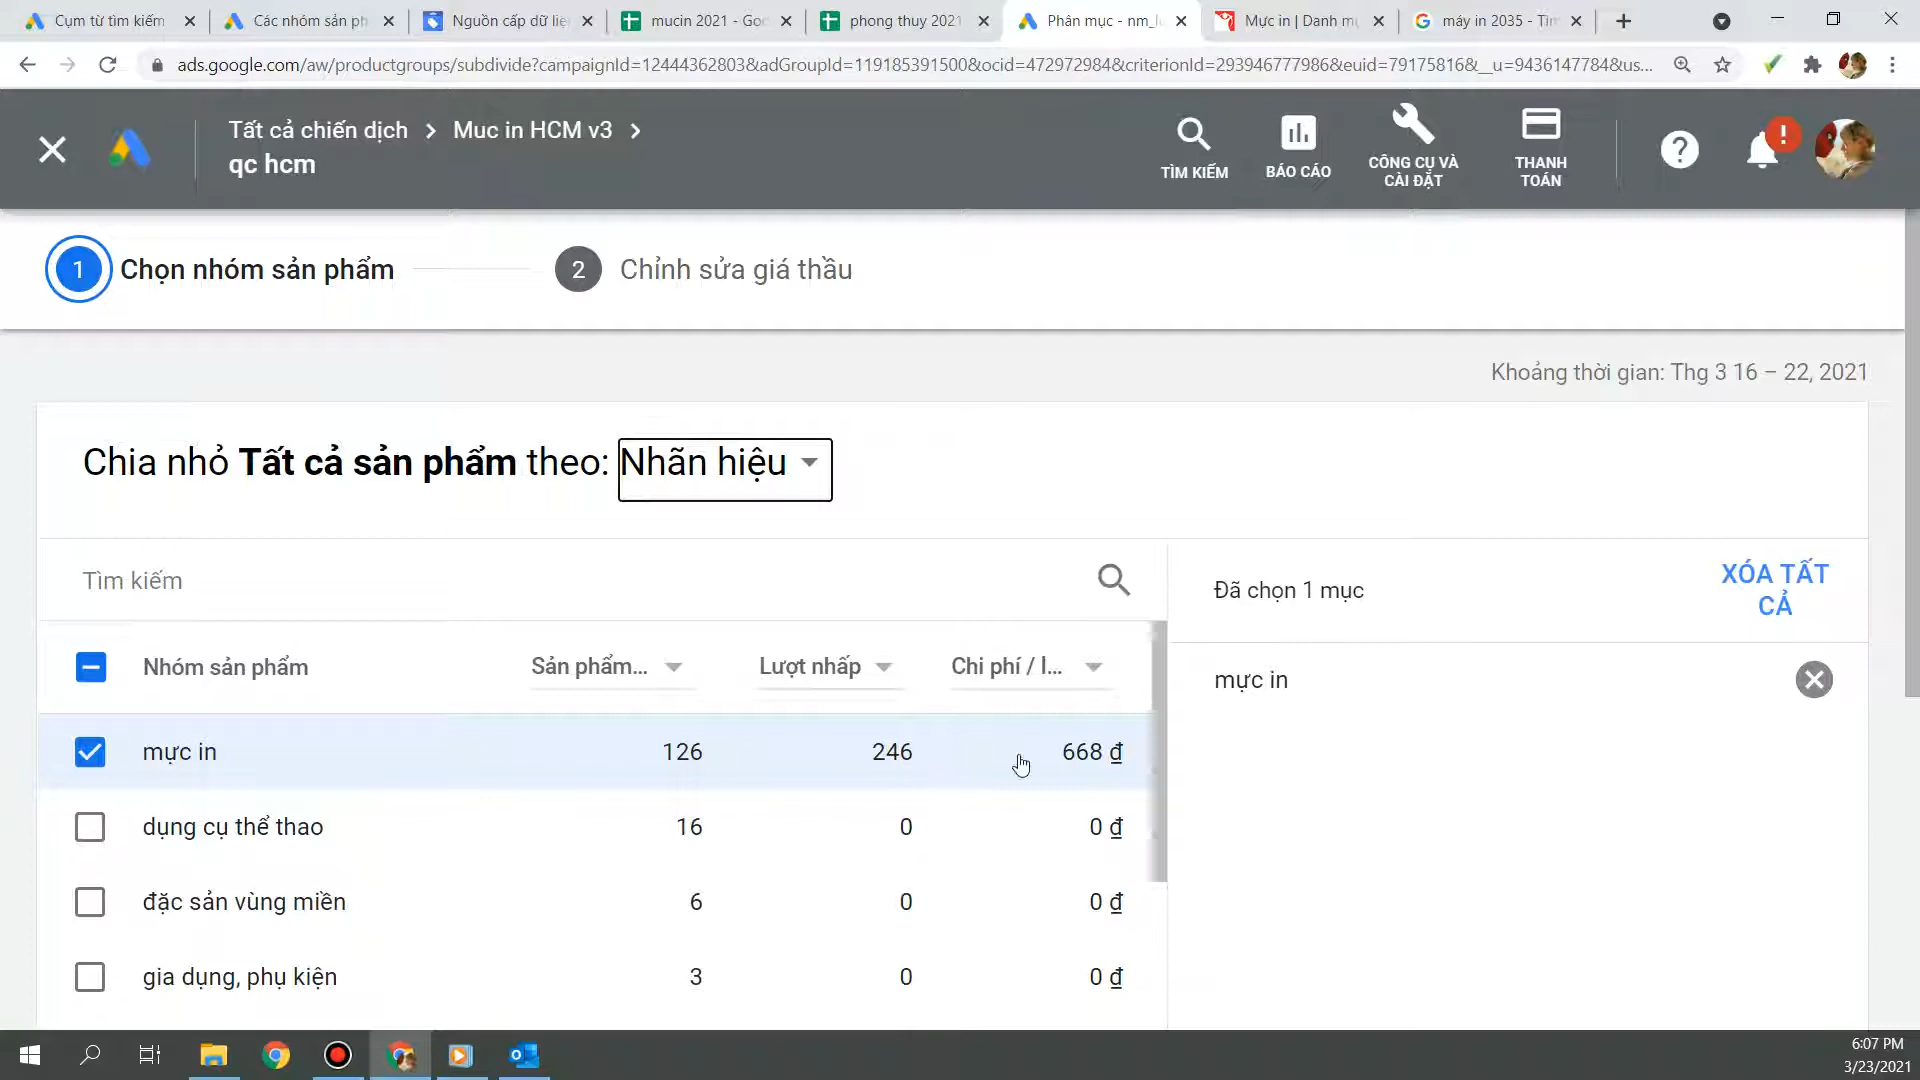 Cụm từ tìm kiếm
Các nhóm sản ph
Nguồn cấp dữ liệ
mucin 2021 - Goo
phong thuy 2021
Phân mục - nm_lu
Mực in | Danh mụ
máy in 2035 - Tìm
ads.google.com/aw/productgroups/subdivide?campaignId=12444362803&adGroupId=119185391500&ocid=472972984&criterionId=293946777986&euid=79175816&__u=9436147784&us...
Tất cả chiến dịch > Muc in HCM v3 >
qc hcm
TÌM KIẾM
BÁO CÁO
CÔNG CỤ VÀ
CÀI ĐẶT
THANH
TOÁN
?
!
1 Chọn nhóm sản phẩm
2 Chỉnh sửa giá thầu
Khoảng thời gian: Thg 3 16 – 22, 2021
Chia nhỏ Tất cả sản phẩm theo: Nhãn hiệu
Tìm kiếm
Đã chọn 1 mục
XÓA TẤT
CẢ
Nhóm sản phẩm Sản phẩm... Lượt nhấp Chi phí / l...
mực in
mực in 126 246 668 ₫
dụng cụ thể thao 16 0 0 ₫
đặc sản vùng miền 6 0 0 ₫
gia dụng, phụ kiện 3 0 0 ₫
6:07 PM
3/23/2021